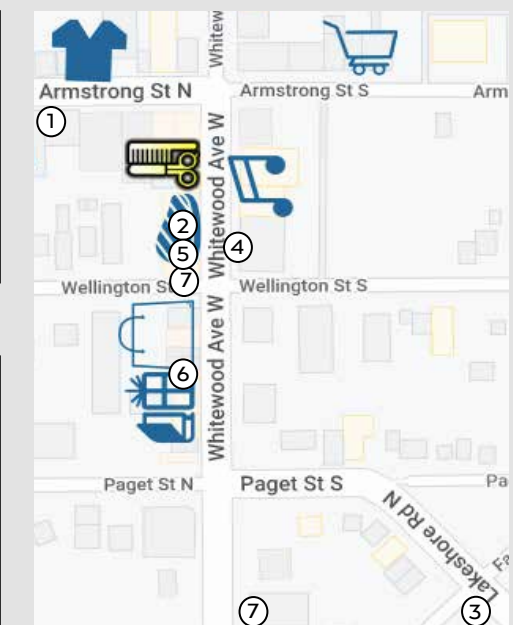 Whitew
Armstrong St N
Armstrong St S
Arm
1
Whitewood Ave W
2
5
4
7
Wellington St
Wellington St S
Whitewood Ave W
6
Paget St N
Paget St S
Pa
Lakeshore Rd N
Fa
7
3